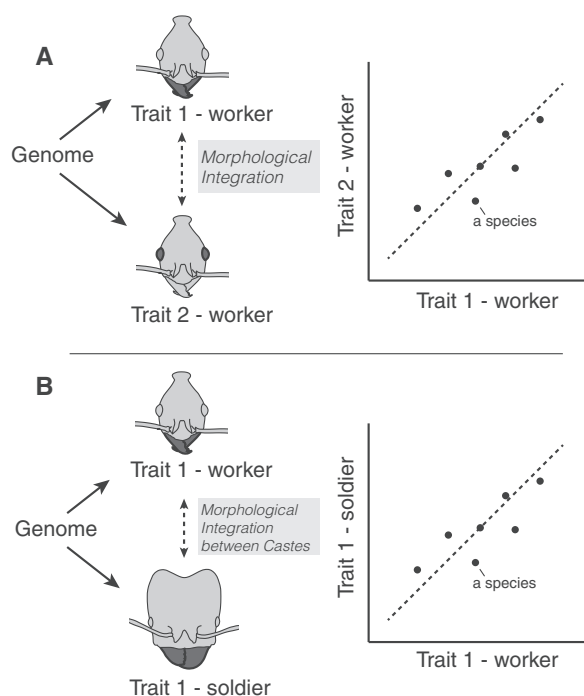 A
Trait 1 - worker
Genome
Morphological
Integration
Trait 2 - worker
Trait 2 - worker
a species
Trait 1 - worker
B
Trait 1 - worker
Genome
Morphological
Integration
between Castes
Trait 1 - soldier
Trait 1 - soldier
a species
Trait 1 - worker